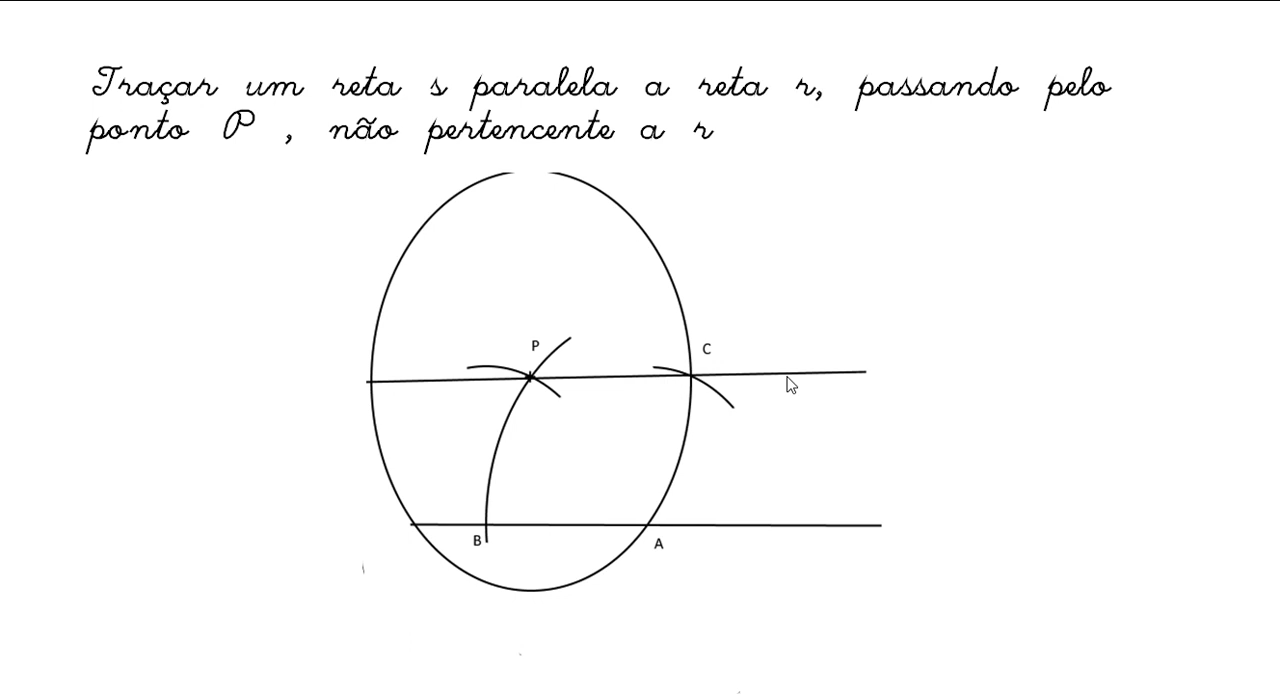 Traçar um reta s paralela a reta r, passando pelo
ponto P , não pertencente a r
P
C
B
A